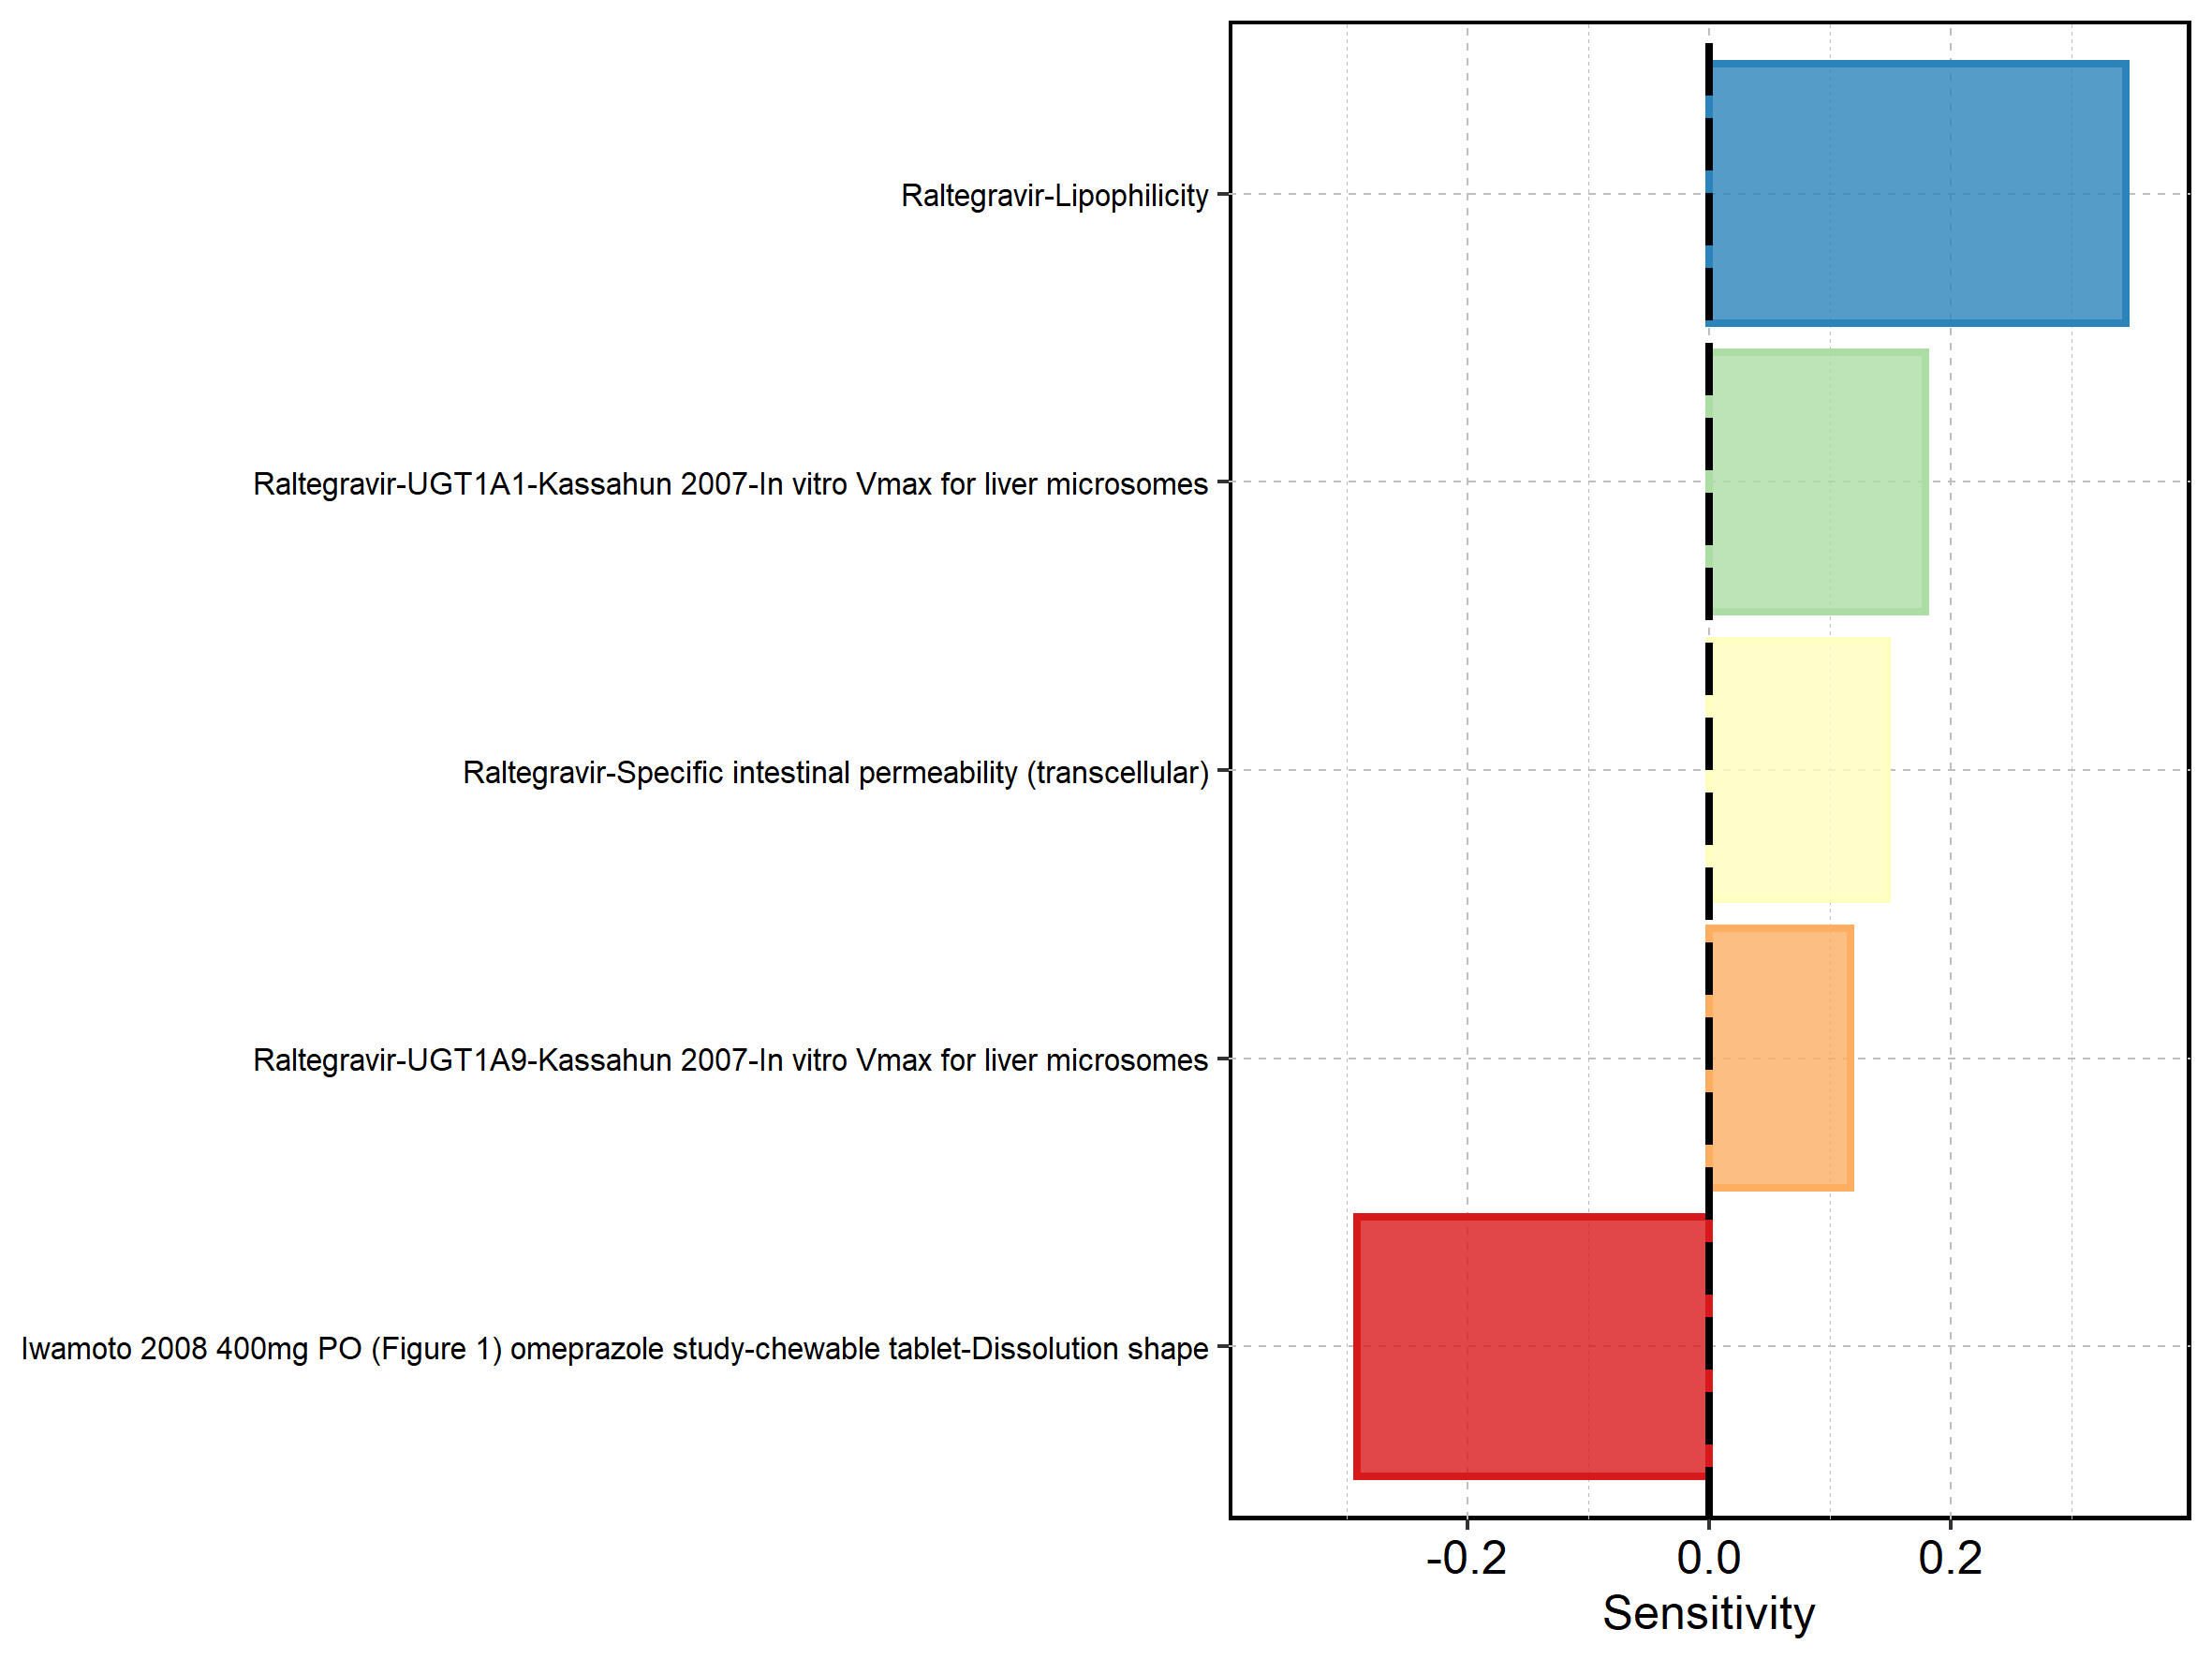 Raltegravir-Lipophilicity
Raltegravir-UGT1A1-Kassahun 2007-In vitro Vmax for liver microsomes
Raltegravir-Specific intestinal permeability (transcellular)
Raltegravir-UGT1A9-Kassahun 2007-In vitro Vmax for liver microsomes
Iwamoto 2008 400mg PO (Figure 1) omeprazole study-chewable tablet-Dissolution shape
-0.2 0.0 0.2
Sensitivity